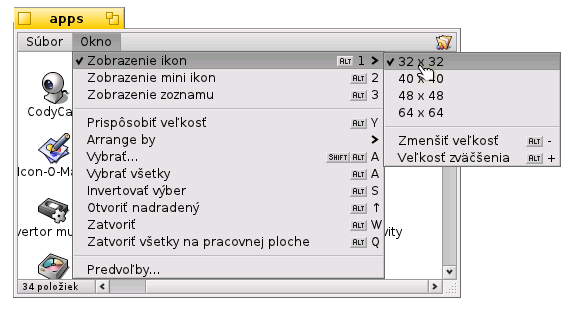 apps
Súbor Okno
Zobrazenie ikon ALT 1
Zobrazenie mini ikon ALT 2
Zobrazenie zoznamu ALT 3
Prispôsobiť veľkosť ALT Y
Arrange by
Vybrať... SHIFT ALT A
Vybrať všetky ALT A
Invertovať výber ALT S
Otvoriť nadradený ALT ↑
Zatvoriť ALT W
Zatvoriť všetky na pracovnej ploche ALT Q
Predvoľby...
32 x 32
40 x 40
48 x 48
64 x 64
Zmenšiť veľkosť ALT -
Veľkosť zväčšenia ALT +
CodyCa
Icon-O-Ma
vertor mu
vity
34 položiek